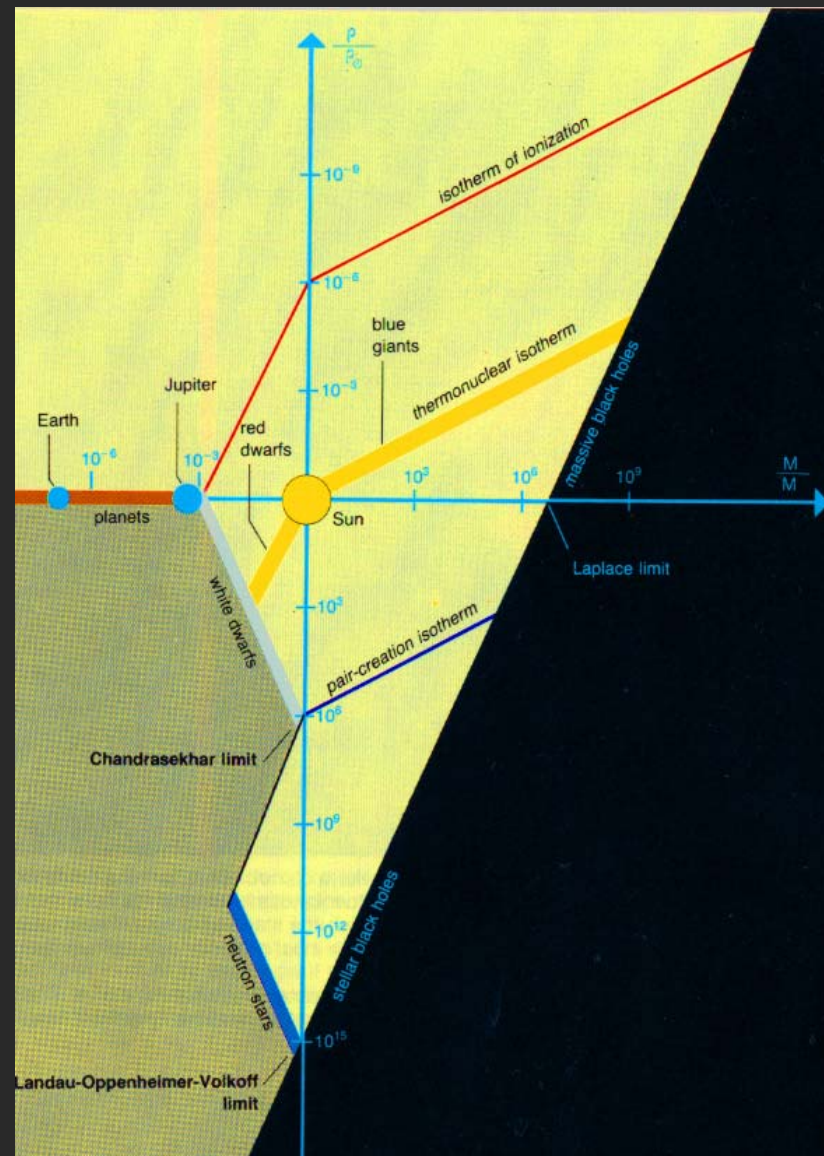 ρ
ρ⊙
10⁻⁹
isotherm of ionization
10⁻⁶
blue
giants
thermonuclear isotherm
massive black holes
Jupiter
10⁻³
Earth
red
dwarfs
10⁻⁶
10⁻³
10³
10⁶
10⁹
M
M
planets
Sun
Laplace limit
white dwarfs
10³
pair-creation isotherm
10⁶
Chandrasekhar limit
10⁹
stellar black holes
10¹²
neutron stars
10¹⁵
Landau-Oppenheimer-Volkoff
limit